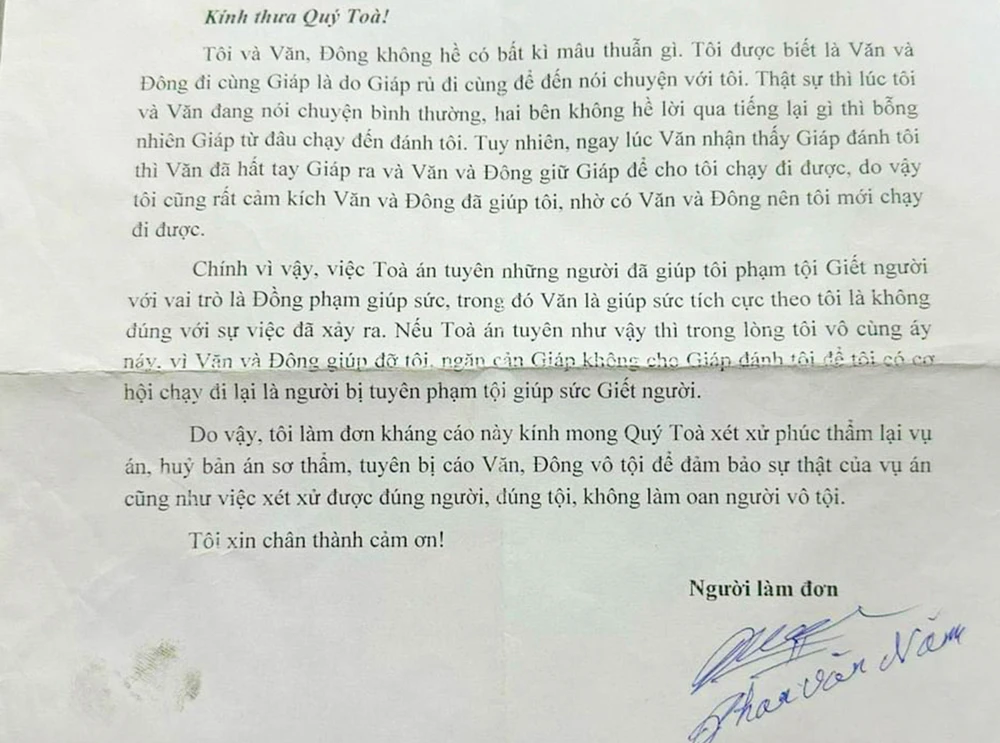 Kính thưa Quý Toà!
Tôi và Văn, Đông không hề có bất kì mâu thuẫn gì. Tôi được biết là Văn và
Đông đi cùng Giáp là do Giáp rủ đi cùng để đến nói chuyện với tôi. Thật sự thì lúc tôi
và Văn đang nói chuyện bình thường, hai bên không hề lời qua tiếng lại gì thì bỗng
nhiên Giáp từ đâu chạy đến đánh tôi. Tuy nhiên, ngay lúc Văn nhận thấy Giáp đánh tôi
thì Văn đã hất tay Giáp ra và Văn và Đông giữ Giáp để cho tôi chạy đi được, do vậy
tôi cũng rất cảm kích Văn và Đông đã giúp tôi, nhờ có Văn và Đông nên tôi mới chạy
đi được.
Chính vì vậy, việc Toà án tuyên những người đã giúp tôi phạm tội Giết người
với vai trò là Đồng phạm giúp sức, trong đó Văn là giúp sức tích cực theo tôi là không
đúng với sự việc đã xảy ra. Nếu Toà án tuyên như vậy thì trong lòng tôi vô cùng áy
náy, vì Văn và Đông giúp đỡ tôi, ngăn cản Giáp không cho Giáp đánh tôi để tôi có cơ
hội chạy đi lại là người bị tuyên phạm tội giúp sức Giết người.
Do vậy, tôi làm đơn kháng cáo này kính mong Quý Toà xét xử phúc thẩm lại vụ
án, huỷ bản án sơ thẩm, tuyên bị cáo Văn, Đông vô tội để đảm bảo sự thật của vụ án
cũng như việc xét xử được đúng người, đúng tội, không làm oan người vô tội.
Tôi xin chân thành cảm ơn!
Người làm đơn
Phan Văn Năm